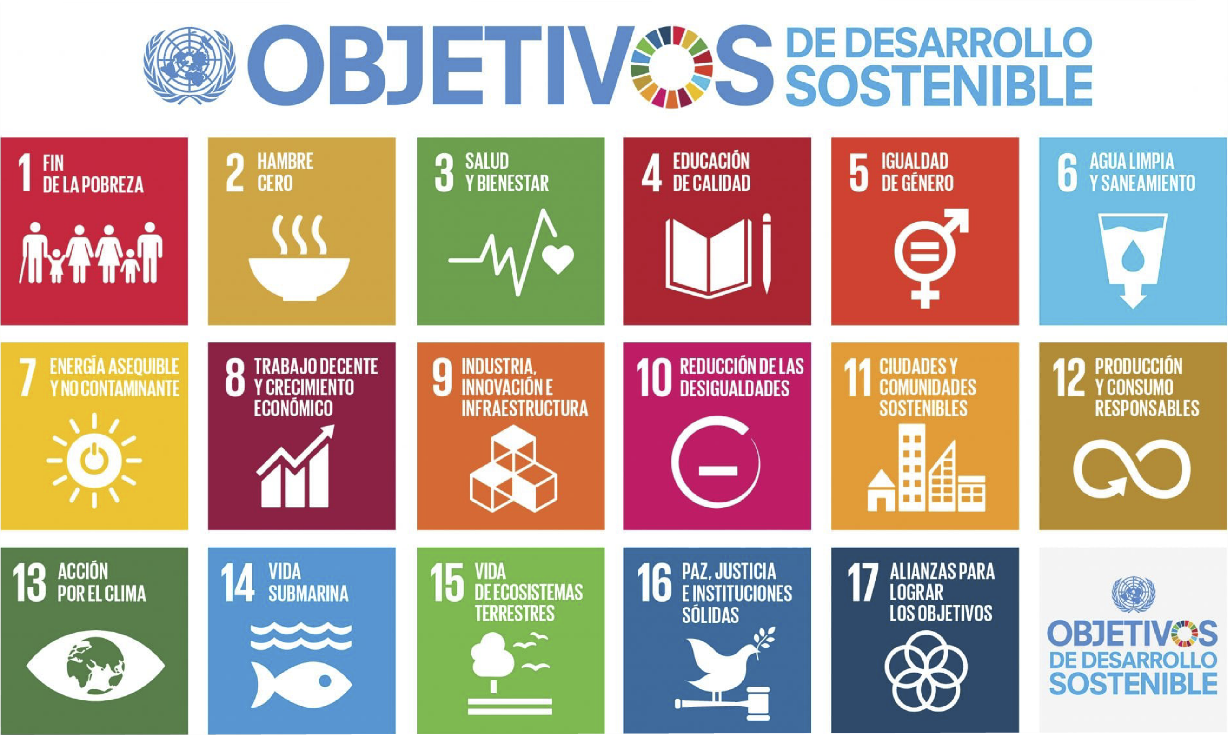 OBJETIVOS DE DESARROLLO
SOSTENIBLE
1 FIN
DE LA POBREZA
2 HAMBRE
CERO
3 SALUD
Y BIENESTAR
4 EDUCACIÓN
DE CALIDAD
5 IGUALDAD
DE GÉNERO
6 AGUA LIMPIA
Y SANEAMIENTO
7 ENERGÍA ASEQUIBLE
Y NO CONTAMINANTE
8 TRABAJO DECENTE
Y CRECIMIENTO
ECONÓMICO
9 INDUSTRIA,
INNOVACIÓN E
INFRAESTRUCTURA
10 REDUCCIÓN DE LAS
DESIGUALDADES
11 CIUDADES Y
COMUNIDADES
SOSTENIBLES
12 PRODUCCIÓN
Y CONSUMO
RESPONSABLES
13 ACCIÓN
POR EL CLIMA
14 VIDA
SUBMARINA
15 VIDA
DE ECOSISTEMAS
TERRESTRES
16 PAZ, JUSTICIA
E INSTITUCIONES
SÓLIDAS
17 ALIANZAS PARA
LOGRAR
LOS OBJETIVOS
OBJETIVOS
DE DESARROLLO
SOSTENIBLE